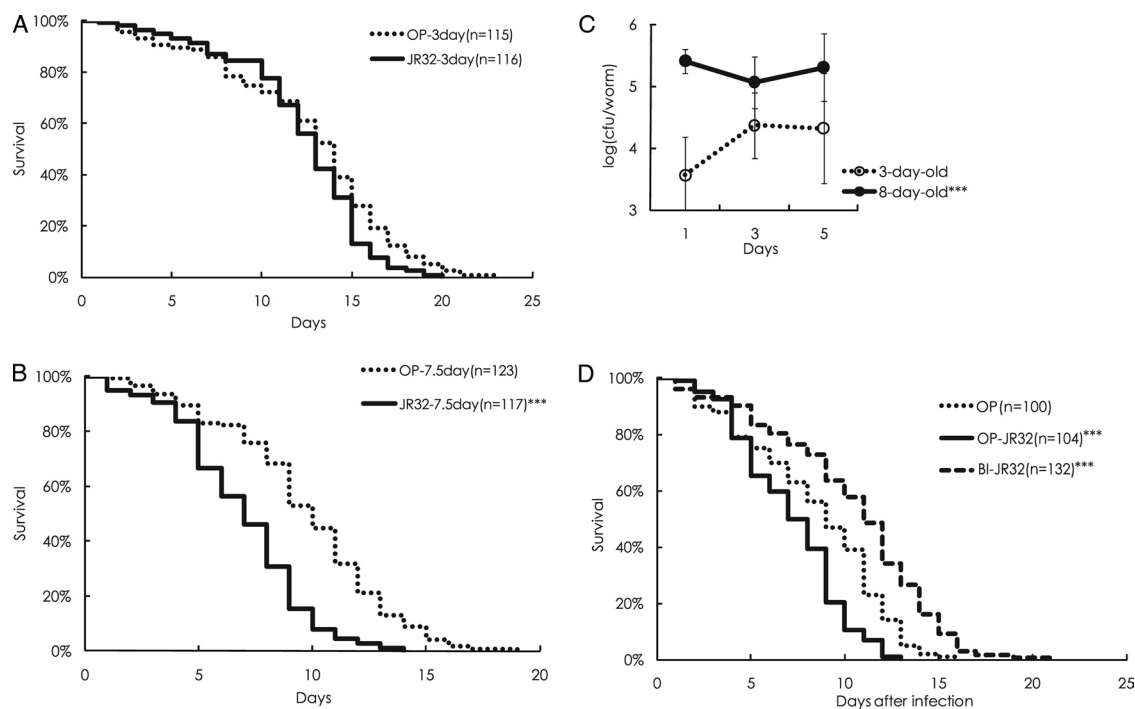 A
100%
80%
60%
40%
20%
0%
Survival
0
5
10
15
20
25
Days
OP-3day(n=115)
JR32-3day(n=116)
C
6
5
4
3
log(cfu/worm)
1
3
5
Days
3-day-old
8-day-old***
B
100%
80%
60%
40%
20%
0%
Survival
0
5
10
15
20
Days
OP-7.5day(n=123)
JR32-7.5day(n=117)***
D
100%
80%
60%
40%
20%
0%
Survival
0
5
10
15
20
25
Days after infection
OP(n=100)
OP-JR32(n=104)***
BI-JR32(n=132)***